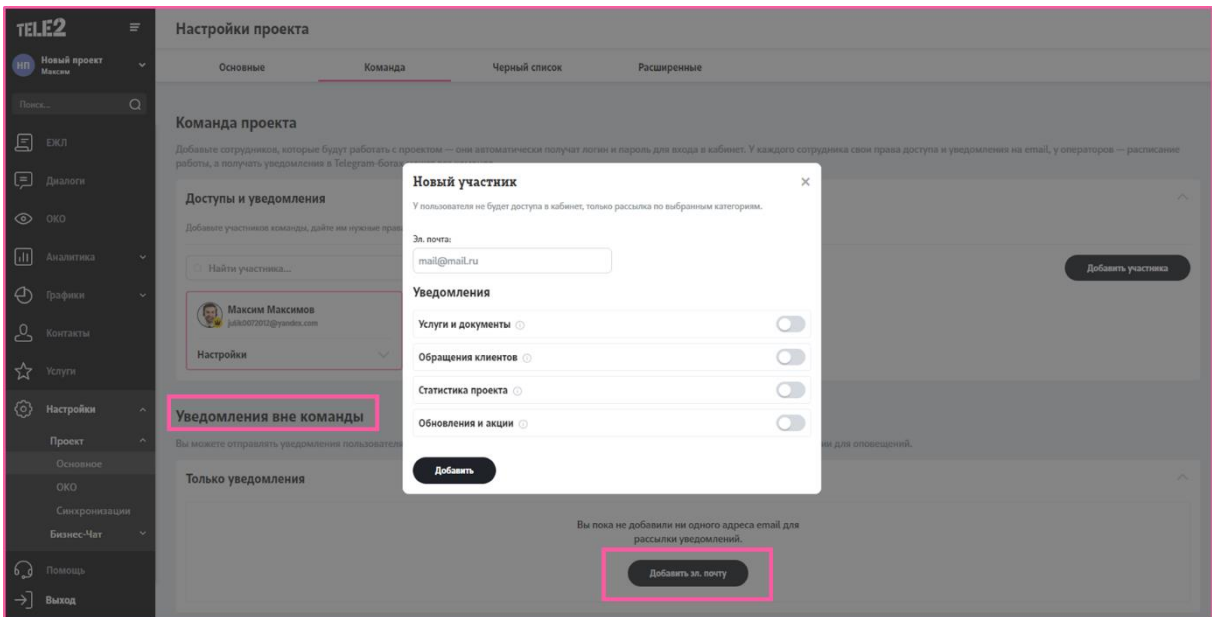 TELE2
Настройки проекта
НП
Новый проект
Максим
Основные
Команда
Черный список
Расширенные
Поиск...
Команда проекта
Добавьте сотрудников, которые будут работать с проектом — они автоматически получат логин и пароль для входа в кабинет. У каждого сотрудника свои права доступа и уведомления на email, у операторов — расписание
работы, а получать уведомления в Telegram-ботах
ЕЖЛ
Диалоги
ОКО
Аналитика
Графики
Контакты
Услуги
Настройки
Проект
Основное
ОКО
Синхронизации
Бизнес-Чат
Помощь
Выход
Доступы и уведомления
Добавьте участников команды, дайте им нужные
Найти участника...
Добавить участника
Максим Максимов
Настройки
Уведомления вне команды
Вы можете отправлять уведомления
для оповещений.
Только уведомления
Вы пока не добавили ни одного адреса email для
рассылки уведомлений.
Добавить эл. почту
Новый участник
У пользователя не будет доступа в кабинет, только рассылка по выбранным категориям.
Эл. почта:
mail@mail.ru
Уведомления
Услуги и документы
Обращения клиентов
Статистика проекта
Обновления и акции
Добавить